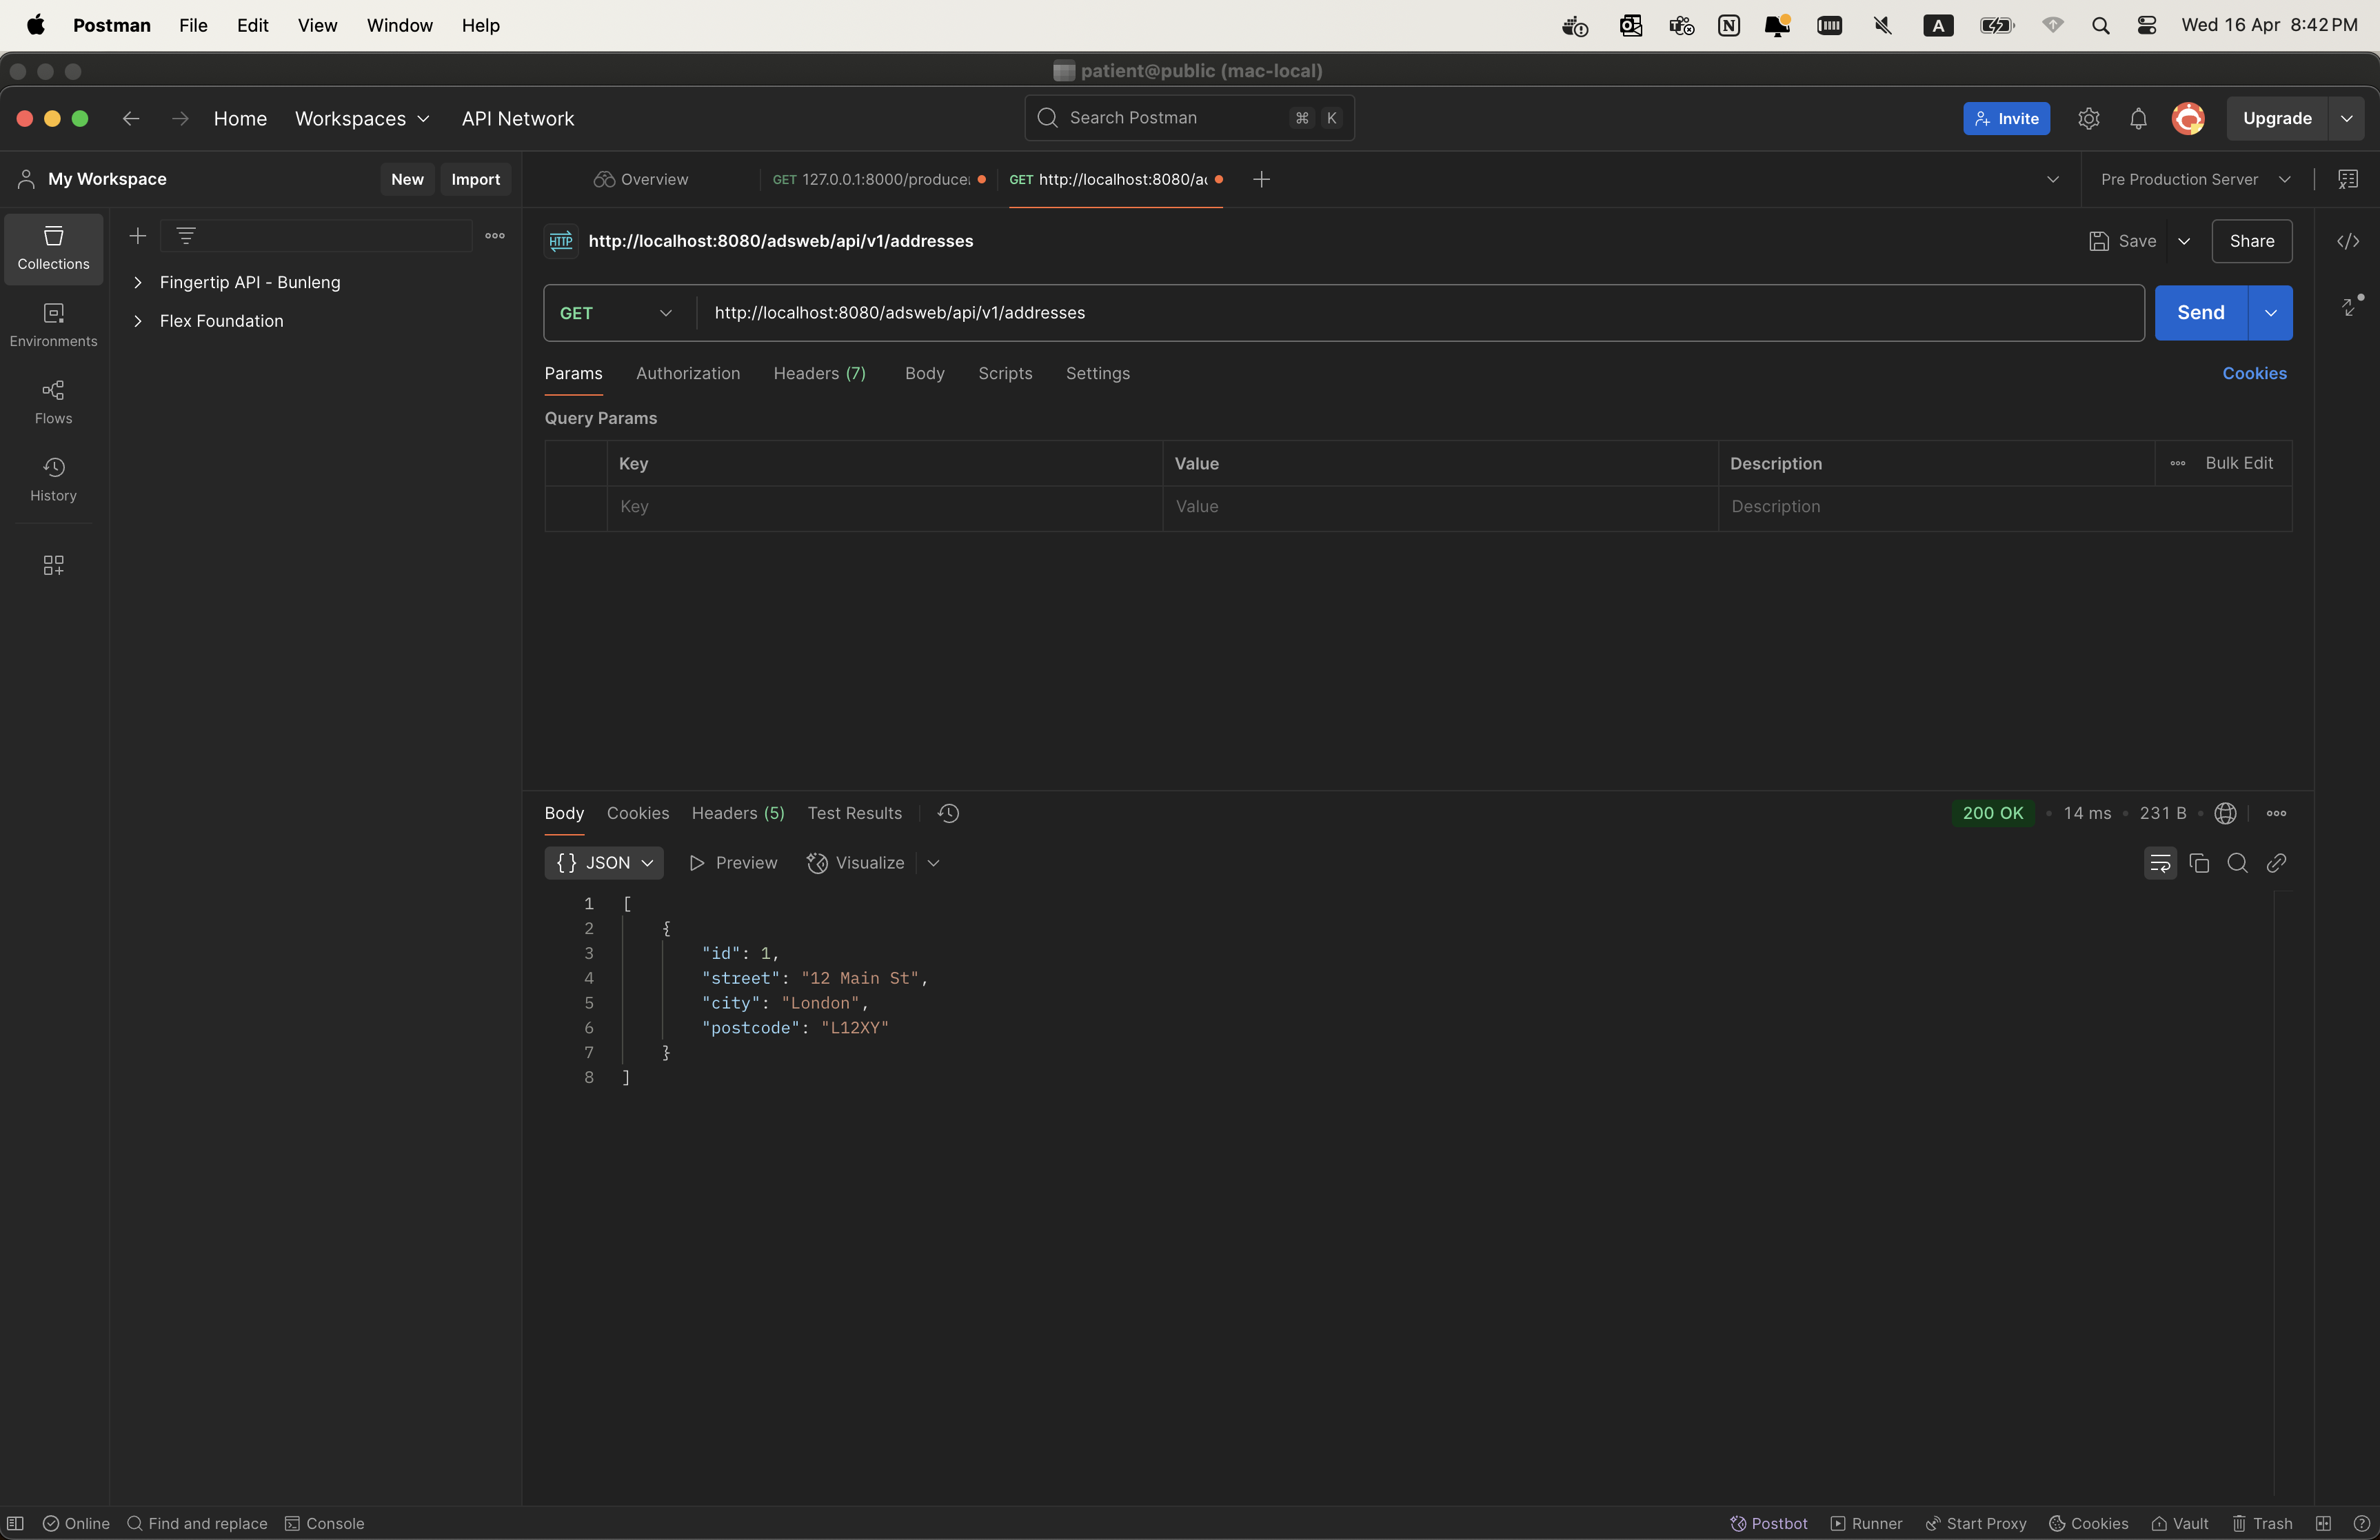 Postman File Edit View Window Help A Wed 16 Apr 8:42 PM
patient@public (mac-local)
Home Workspaces API Network Search Postman ⌘ K Invite Upgrade
My Workspace New Import Overview GET 127.0.0.1:8000/produce GET http://localhost:8080/a Pre Production Server
Collections
Environments
Flows
History
Fingertip API - Bunleng
Flex Foundation
HTTP http://localhost:8080/adsweb/api/v1/addresses Save Share
GET http://localhost:8080/adsweb/api/v1/addresses Send
Params Authorization Headers (7) Body Scripts Settings Cookies
Query Params
Key Value Description Bulk Edit
Key Value Description
Body Cookies Headers (5) Test Results 200 OK • 14 ms • 231 B •
{} JSON Preview Visualize
1 [
2 {
3 "id": 1,
4 "street": "12 Main St",
5 "city": "London",
6 "postcode": "L12XY"
7 }
8 ]
Online Find and replace Console Postbot Runner Start Proxy Cookies Vault Trash